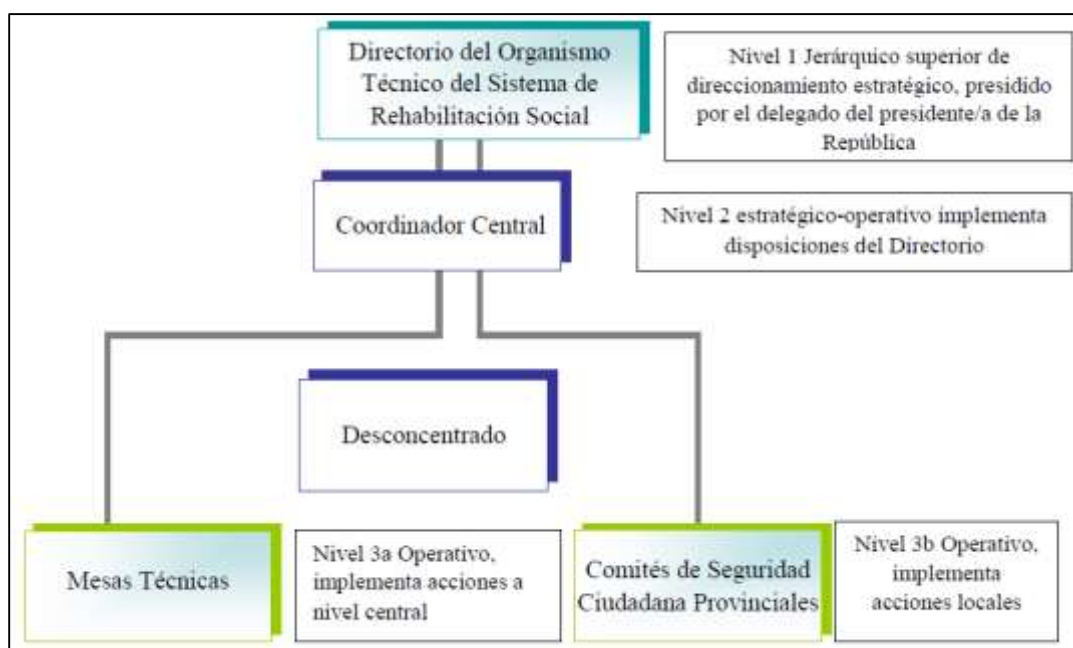 Directorio del Organismo
Técnico del Sistema de
Rehabilitación Social
Nivel 1 Jerárquico superior de
direccionamiento estratégico, presidido
por el delegado del presidente/a de la
República
Coordinador Central
Nivel 2 estratégico-operativo implementa
disposiciones del Directorio
Desconcentrado
Mesas Técnicas
Nivel 3a Operativo,
implementa acciones a
nivel central
Comités de Seguridad
Ciudadana Provinciales
Nivel 3b Operativo,
implementa
acciones locales